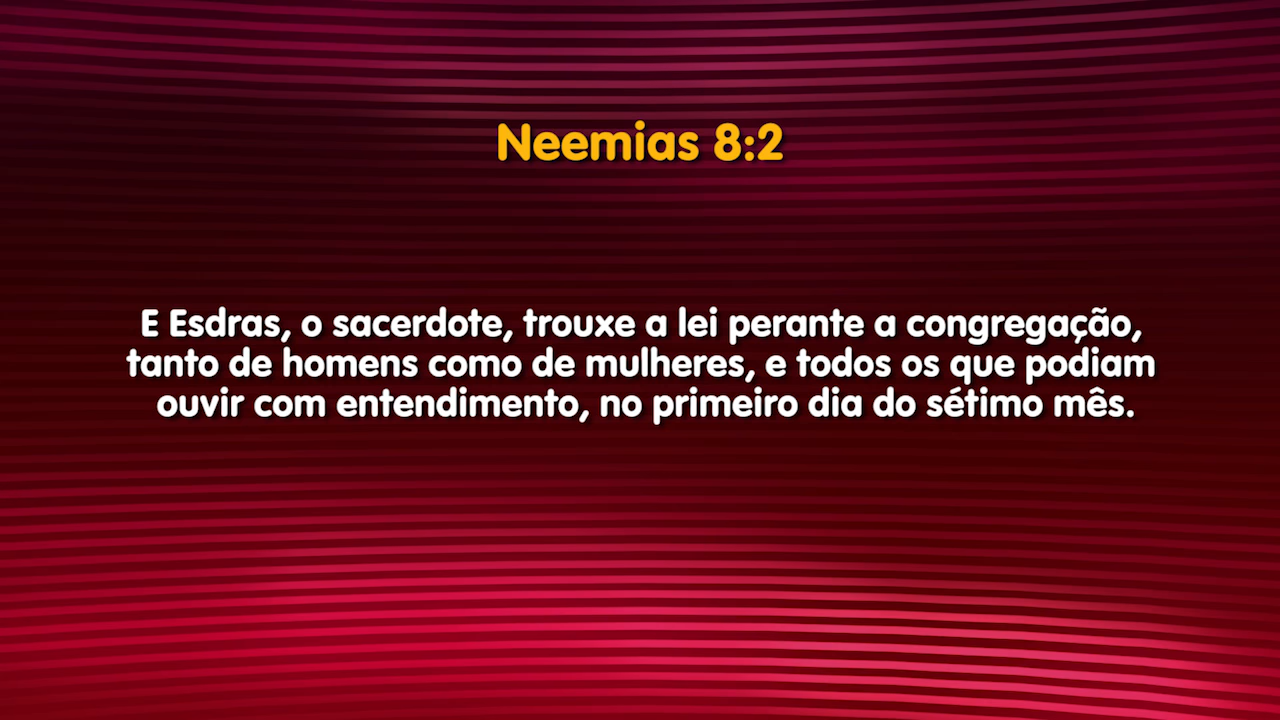 Neemias 8:2
E Esdras, o sacerdote, trouxe a lei perante a congregação,
tanto de homens como de mulheres, e todos os que podiam
ouvir com entendimento, no primeiro dia do sétimo mês.